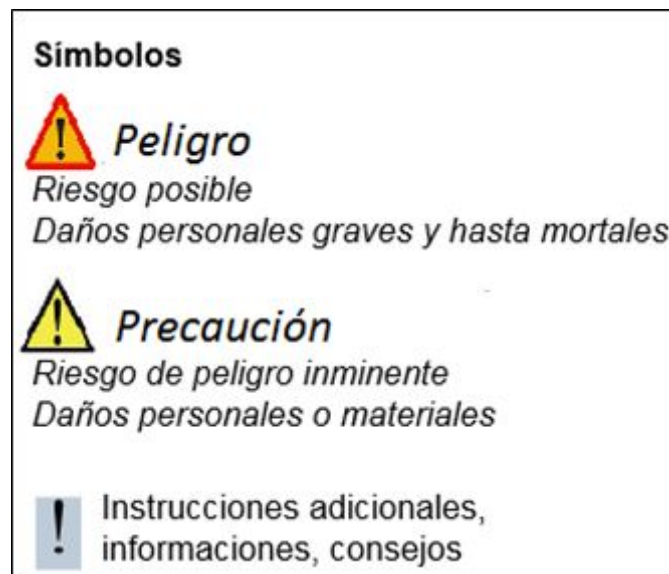 Símbolos
! Peligro
Riesgo posible
Daños personales graves y hasta mortales
! Precaución
Riesgo de peligro inminente
Daños personales o materiales
! Instrucciones adicionales,
informaciones, consejos